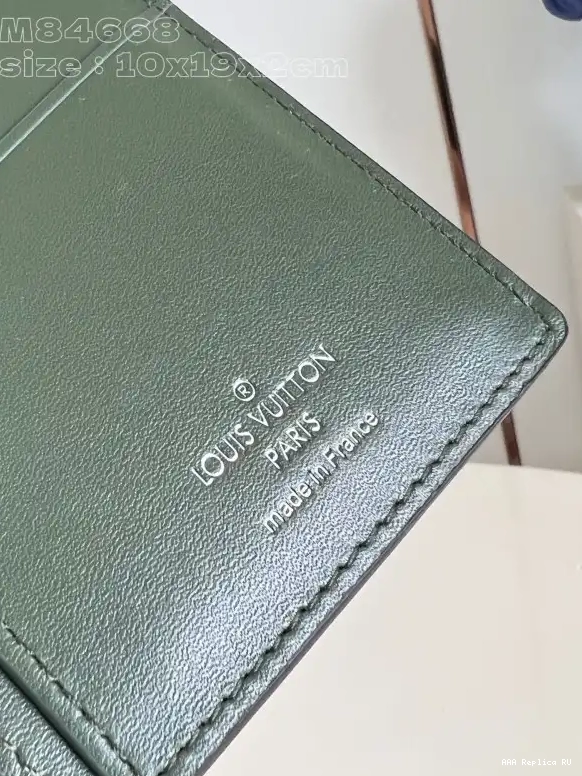 M84668
size : 10x19x2cm
®
LOUIS VUITTON
PARIS
made in France
AAA Replica RU